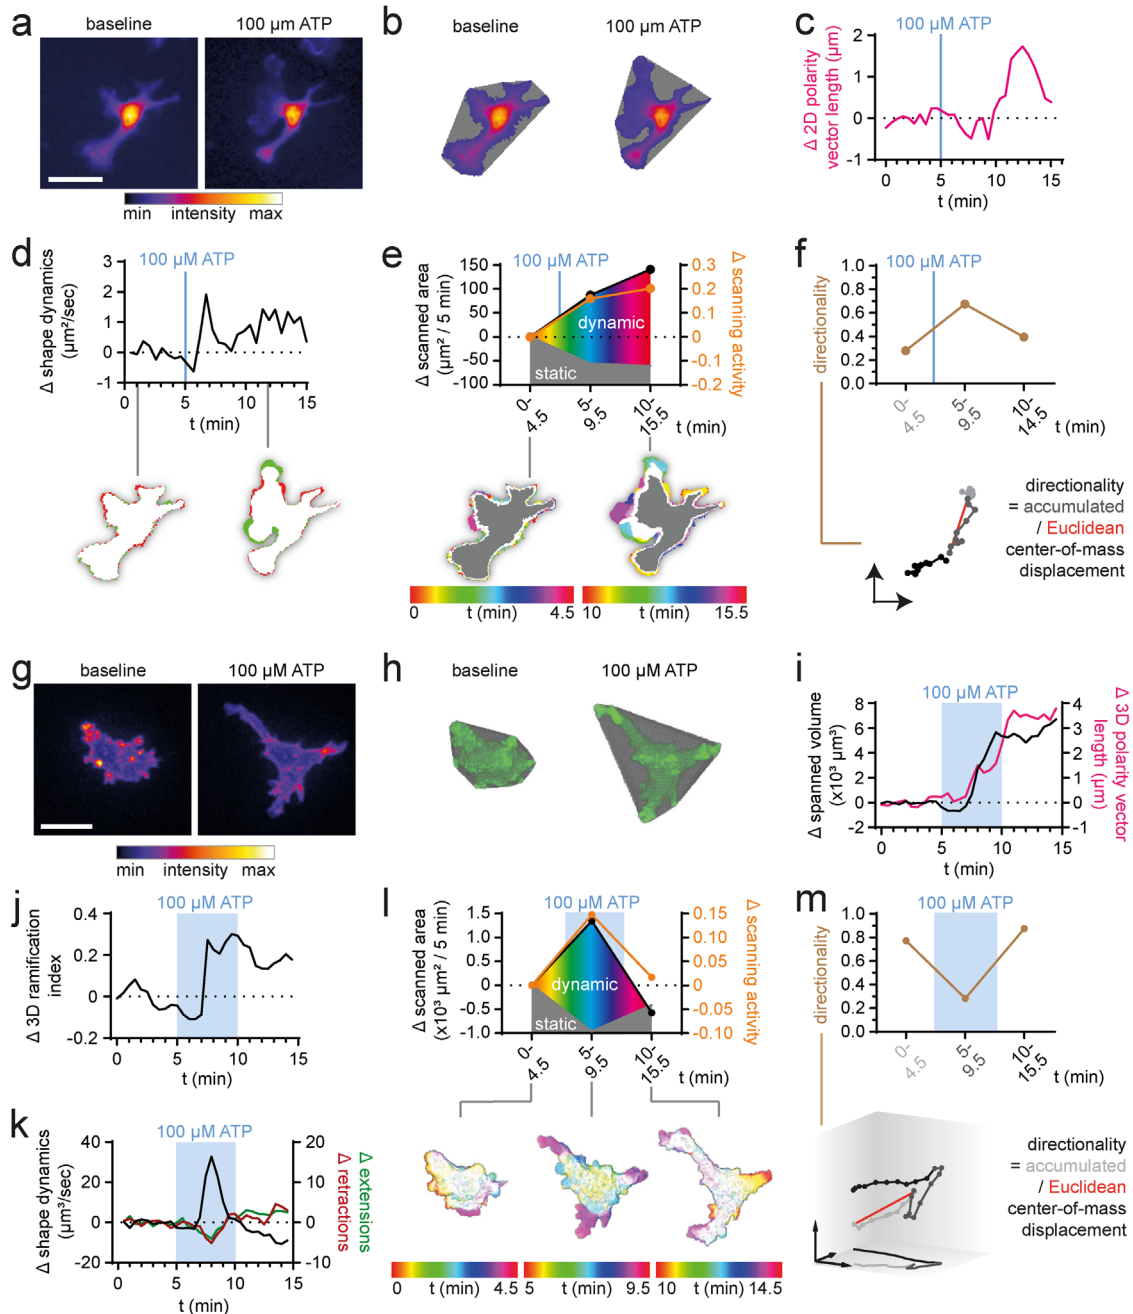 a
baseline
100 µm ATP
min
intensity
max
b
baseline
100 µm ATP
c
100 µM ATP
Δ 2D polarity
vector length (µm)
2
1
0
-1
0
5
10
15
t (min)
d
100 µM ATP
Δ shape dynamics
(µm²/sec)
3
2
1
0
-1
0
5
10
15
t (min)
e
100 µM ATP
Δ scanned area
(µm² / 5 min)
150
100
50
0
-50
-100
dynamic
static
0.3
0.2
0.1
0
-0.1
-0.2
Δ scanning activity
0-
4.5
5-
9.5
10-
15.5
t (min)
0
t (min)
4.5
10
t (min)
15.5
f
100 µM ATP
directionality
1.0
0.8
0.6
0.4
0.2
0.0
0-
4.5
5-
9.5
10-
14.5
t (min)
directionality
= accumulated
/ Euclidean
center-of-mass
displacement
g
baseline
100 µM ATP
min
intensity
max
h
baseline
100 µM ATP
i
100 µM ATP
Δ spanned volume
(x10³ µm³)
8
6
4
2
0
-2
4
3
2
1
0
-1
Δ 3D polarity vector
length (µm)
0
5
10
15
t (min)
j
100 µM ATP
Δ 3D ramification
index
0.4
0.2
0
-0.2
0
5
10
15
t (min)
k
100 µM ATP
Δ shape dynamics
(µm³/sec)
40
20
0
-20
20
10
0
-10
Δ retractions
Δ extensions
0
5
10
15
t (min)
l
100 µM ATP
Δ scanned area
(x10³ µm² / 5 min)
1.5
1.0
0.5
0.0
-0.5
-1.0
dynamic
static
0.15
0.10
0.05
0.00
-0.05
-0.10
Δ scanning activity
0-
4.5
5-
9.5
10-
15.5
t (min)
0
t (min)
4.5
5
t (min)
9.5
10
t (min)
14.5
m
100 µM ATP
directionality
1.0
0.8
0.6
0.4
0.2
0.0
0-
4.5
5-
9.5
10-
15.5
t (min)
directionality
= accumulated
/ Euclidean
center-of-mass
displacement